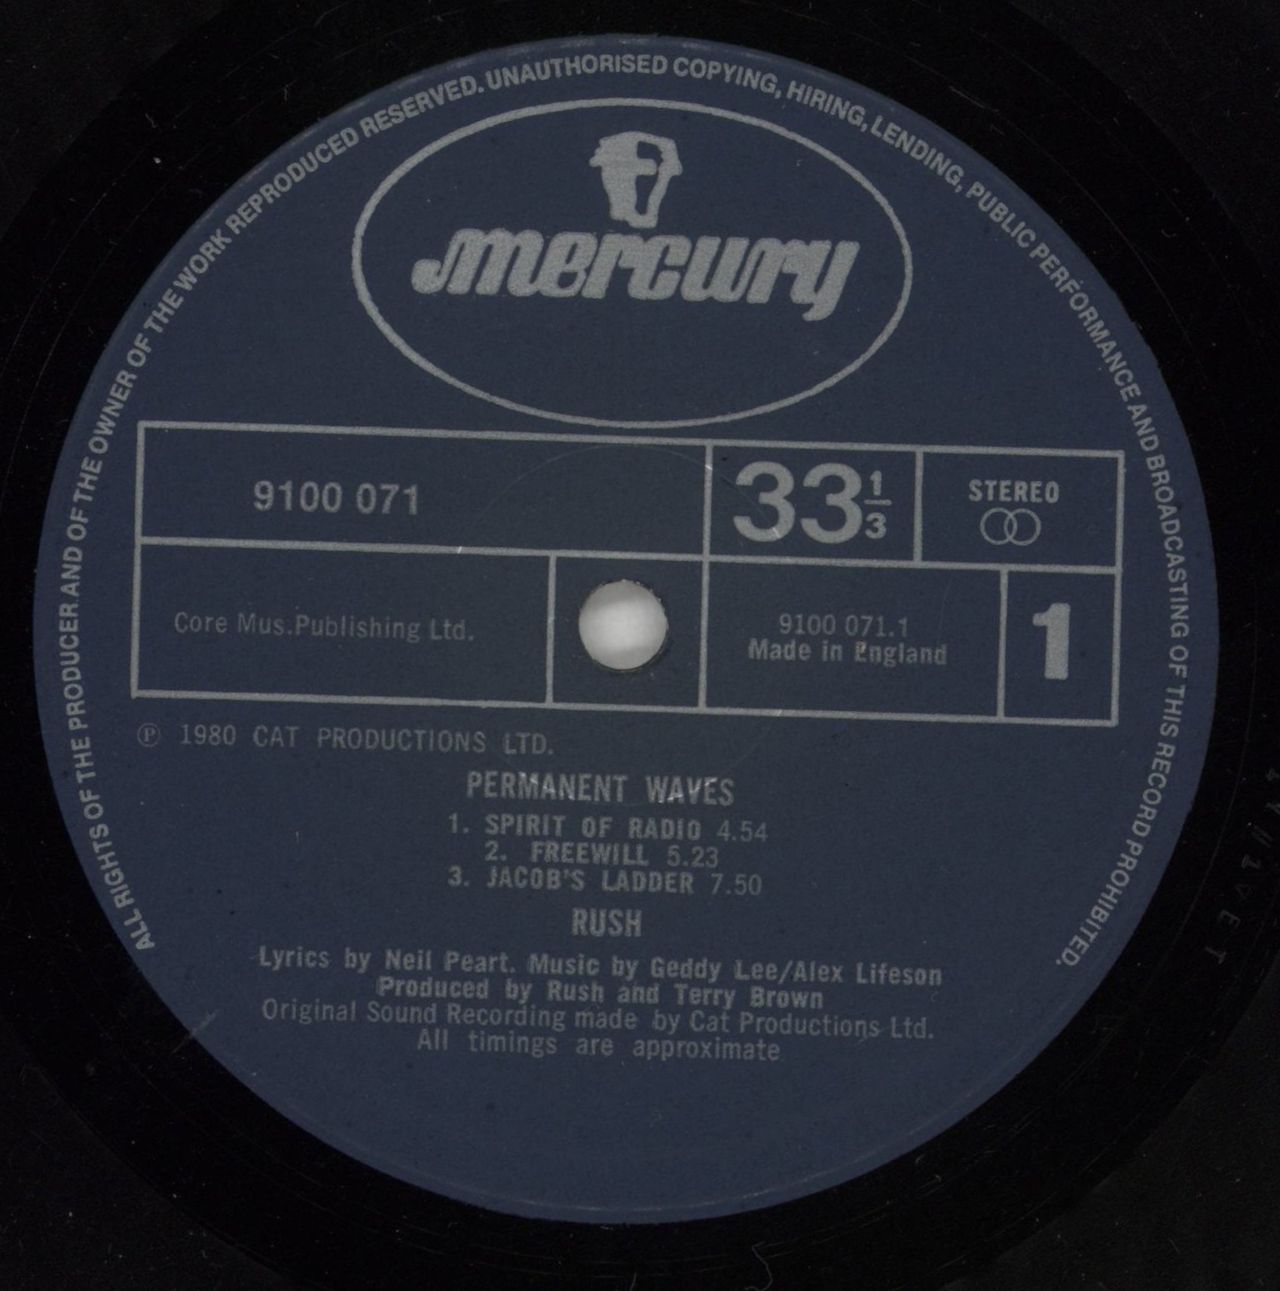 ALL RIGHTS OF THE PRODUCER AND OF THE OWNER OF THE WORK REPRODUCED RESERVED. UNAUTHORISED COPYING, HIRING, LENDING, PUBLIC PERFORMANCE AND BROADCASTING OF THIS RECORD PROHIBITED.
mercury
9100 071
33 1/3
STEREO
Core Mus.Publishing Ltd.
9100 071.1
Made in England
1
℗ 1980 CAT PRODUCTIONS LTD.
PERMANENT WAVES
1. SPIRIT OF RADIO 4.54
2. FREEWILL 5.23
3. JACOB'S LADDER 7.50
RUSH
Lyrics by Neil Peart. Music by Geddy Lee/Alex Lifeson
Produced by Rush and Terry Brown
Original Sound Recording made by Cat Productions Ltd.
All timings are approximate